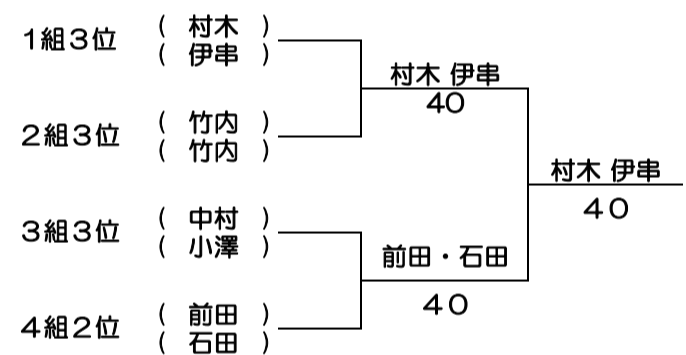 1組3位
( 村木 )
( 伊串 )
村木 伊串
40
2組3位
( 竹内 )
( 竹内 )
村木 伊串
40
3組3位
( 中村 )
( 小澤 )
前田・石田
40
4組2位
( 前田 )
( 石田 )